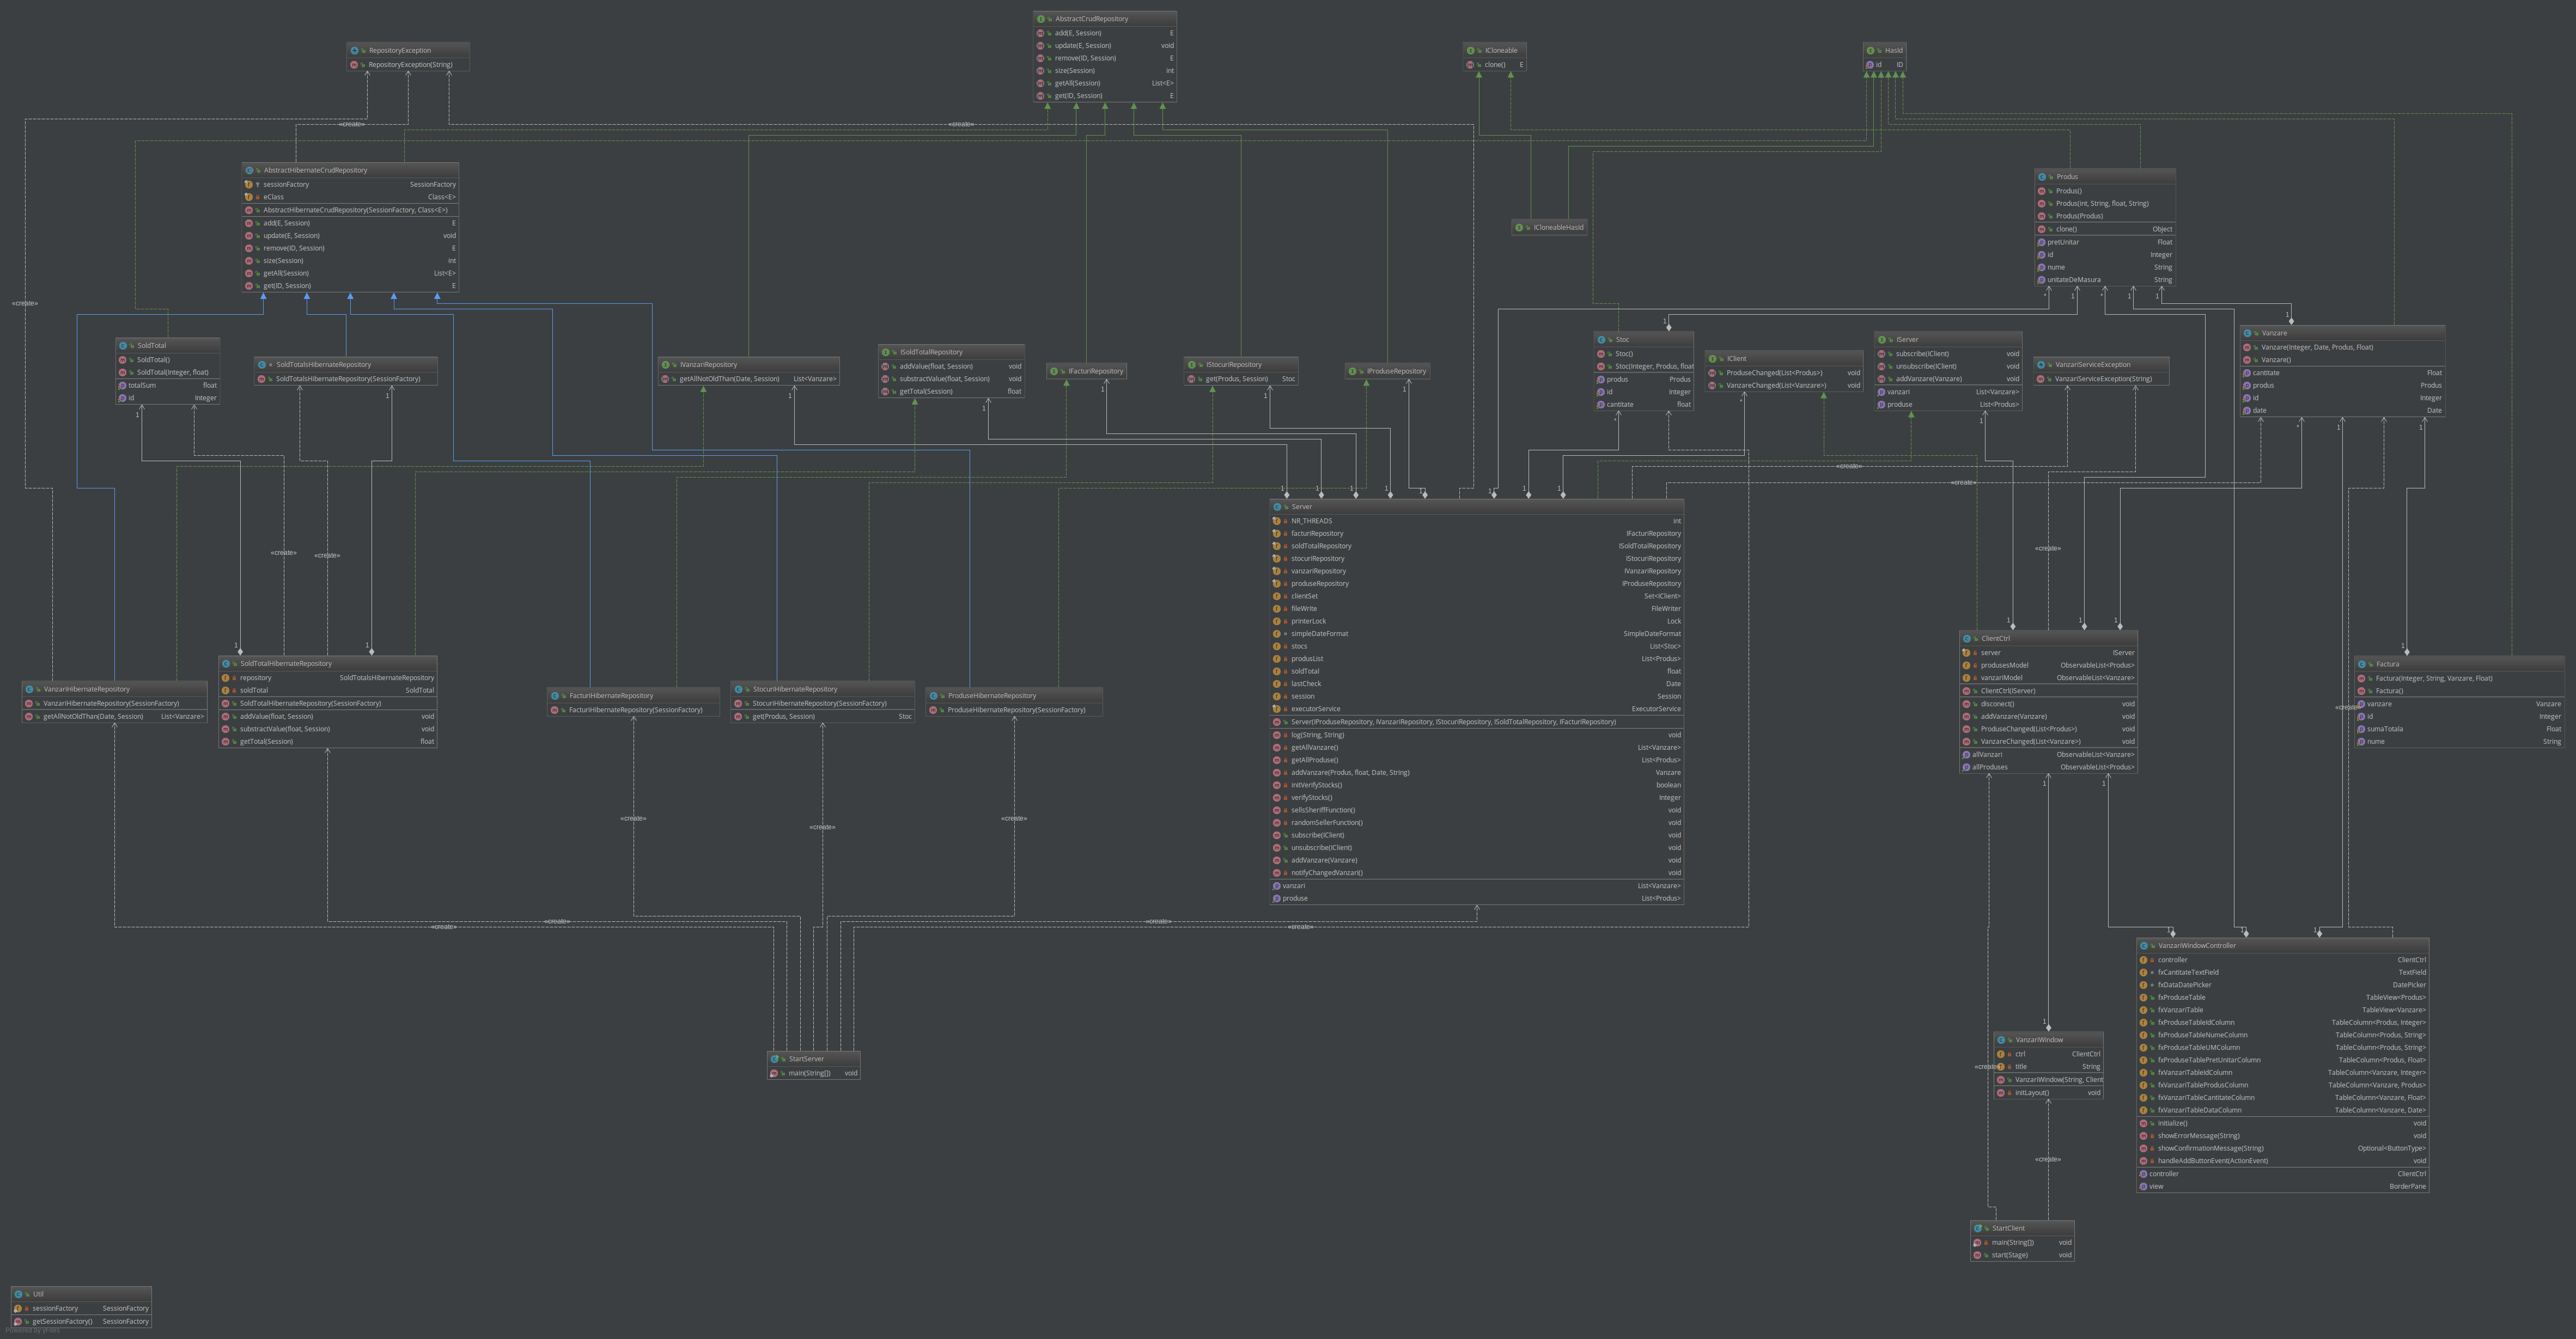 AbstractCrudRepository
add(E, Session) E
update(E, Session) void
remove(ID, Session) E
size(Session) int
getAll(Session) List<E>
get(ID, Session) E
RepositoryException
RepositoryException(String)
ICloneable
clone() E
HasId
id ID
«create»
«create»
AbstractHibernateCrudRepository
sessionFactory SessionFactory
eClass Class<E>
AbstractHibernateCrudRepository(SessionFactory, Class<E>)
add(E, Session) E
update(E, Session) void
remove(ID, Session) E
size(Session) int
getAll(Session) List<E>
get(ID, Session) E
Produs
Produs()
Produs(int, String, float, String)
Produs(Produs)
clone() Object
pretUnitar Float
id Integer
nume String
unitateDeMasura String
ICloneableHasId
«create»
SoldTotal
SoldTotal()
SoldTotal(Integer, float)
totalSum float
id Integer
SoldTotalsHibernateRepository
SoldTotalsHibernateRepository(SessionFactory)
IVanzariRepository
getAllNotOldThan(Date, Session) List<Vanzare>
ISoldTotalRepository
addValue(float, Session) void
substractValue(float, Session) void
getTotal(Session) float
IFacturiRepository
IStocuriRepository
get(Produs, Session) Stoc
IProduseRepository
Stoc
Stoc()
Stoc(Integer, Produs, float
produs Produs
id Integer
cantitate float
IClient
ProduseChanged(List<Produs>) void
VanzareChanged(List<Vanzare>) void
IServer
subscribe(IClient) void
unsubscribe(IClient) void
addVanzare(Vanzare) void
vanzari List<Vanzare>
produse List<Produs>
VanzariServiceException
VanzariServiceException(String)
Vanzare
Vanzare(Integer, Date, Produs, Float)
Vanzare()
cantitate Float
produs Produs
id Integer
date Date
«create»
«create»
«create»
«create»
«create»
Server
NR_THREADS int
facturiRepository IFacturiRepository
soldTotalRepository ISoldTotalRepository
stocuriRepository IStocuriRepository
vanzariRepository IVanzariRepository
produseRepository IProduseRepository
clientSet Set<IClient>
fileWrite FileWriter
printerLock Lock
simpleDateFormat SimpleDateFormat
stocs List<Stoc>
produsList List<Produs>
soldTotal float
lastCheck Date
session Session
executorService ExecutorService
Server(IProduseRepository, IVanzariRepository, IStocuriRepository, ISoldTotalRepository, IFacturiRepository)
log(String, String) void
getAllVanzare() List<Vanzare>
getAllProduse() List<Produs>
addVanzare(Produs, float, Date, String) Vanzare
initVerifyStocks() boolean
verifyStocks() Integer
sellsSheriffFunction() void
randomSellerFunction() void
subscribe(IClient) void
unsubscribe(IClient) void
addVanzare(Vanzare) void
notifyChangedVanzari() void
vanzari List<Vanzare>
produse List<Produs>
ClientCtrl
server IServer
produsesModel ObservableList<Produs>
vanzariModel ObservableList<Vanzare>
ClientCtrl(IServer)
disconect() void
addVanzare(Vanzare) void
ProduseChanged(List<Produs>) void
VanzareChanged(List<Vanzare>) void
allVanzari ObservableList<Vanzare>
allProduses ObservableList<Produs>
Factura
Factura(Integer, String, Vanzare, Float)
Factura()
vanzare Vanzare
id Integer
sumaTotala Float
nume String
«create»
VanzariHibernateRepository
VanzariHibernateRepository(SessionFactory)
getAllNotOldThan(Date, Session) List<Vanzare>
SoldTotalHibernateRepository
repository SoldTotalsHibernateRepository
soldTotal SoldTotal
SoldTotalHibernateRepository(SessionFactory)
addValue(float, Session) void
substractValue(float, Session) void
getTotal(Session) float
FacturiHibernateRepository
FacturiHibernateRepository(SessionFactory)
StocuriHibernateRepository
StocuriHibernateRepository(SessionFactory)
get(Produs, Session) Stoc
ProduseHibernateRepository
ProduseHibernateRepository(SessionFactory)
«create»
«create»
«create»
«create»
«create»
«create»
«create»
VanzariWindowController
controller ClientCtrl
fxCantitateTextField TextField
fxDataDatePicker DatePicker
fxProduseTable TableView<Produs>
fxVanzariTable TableView<Vanzare>
fxProduseTableIdColumn TableColumn<Produs, Integer>
fxProduseTableNumeColumn TableColumn<Produs, String>
fxProduseTableUMColumn TableColumn<Produs, String>
fxProduseTablePretUnitarColumn TableColumn<Produs, Float>
fxVanzariTableIdColumn TableColumn<Vanzare, Integer>
fxVanzariTableProdusColumn TableColumn<Vanzare, Produs>
fxVanzariTableCantitateColumn TableColumn<Vanzare, Float>
fxVanzariTableDataColumn TableColumn<Vanzare, Date>
initialize() void
showErrorMessage(String) void
showConfirmationMessage(String) Optional<ButtonType>
handleAddButtonEvent(ActionEvent) void
controller ClientCtrl
view BorderPane
VanzariWindow
ctrl ClientCtrl
title String
VanzariWindow(String, Client
initLayout() void
«create»
StartServer
main(String[]) void
«create»
StartClient
main(String[]) void
start(Stage) void
Util
sessionFactory SessionFactory
getSessionFactory() SessionFactory
Powered by yFiles